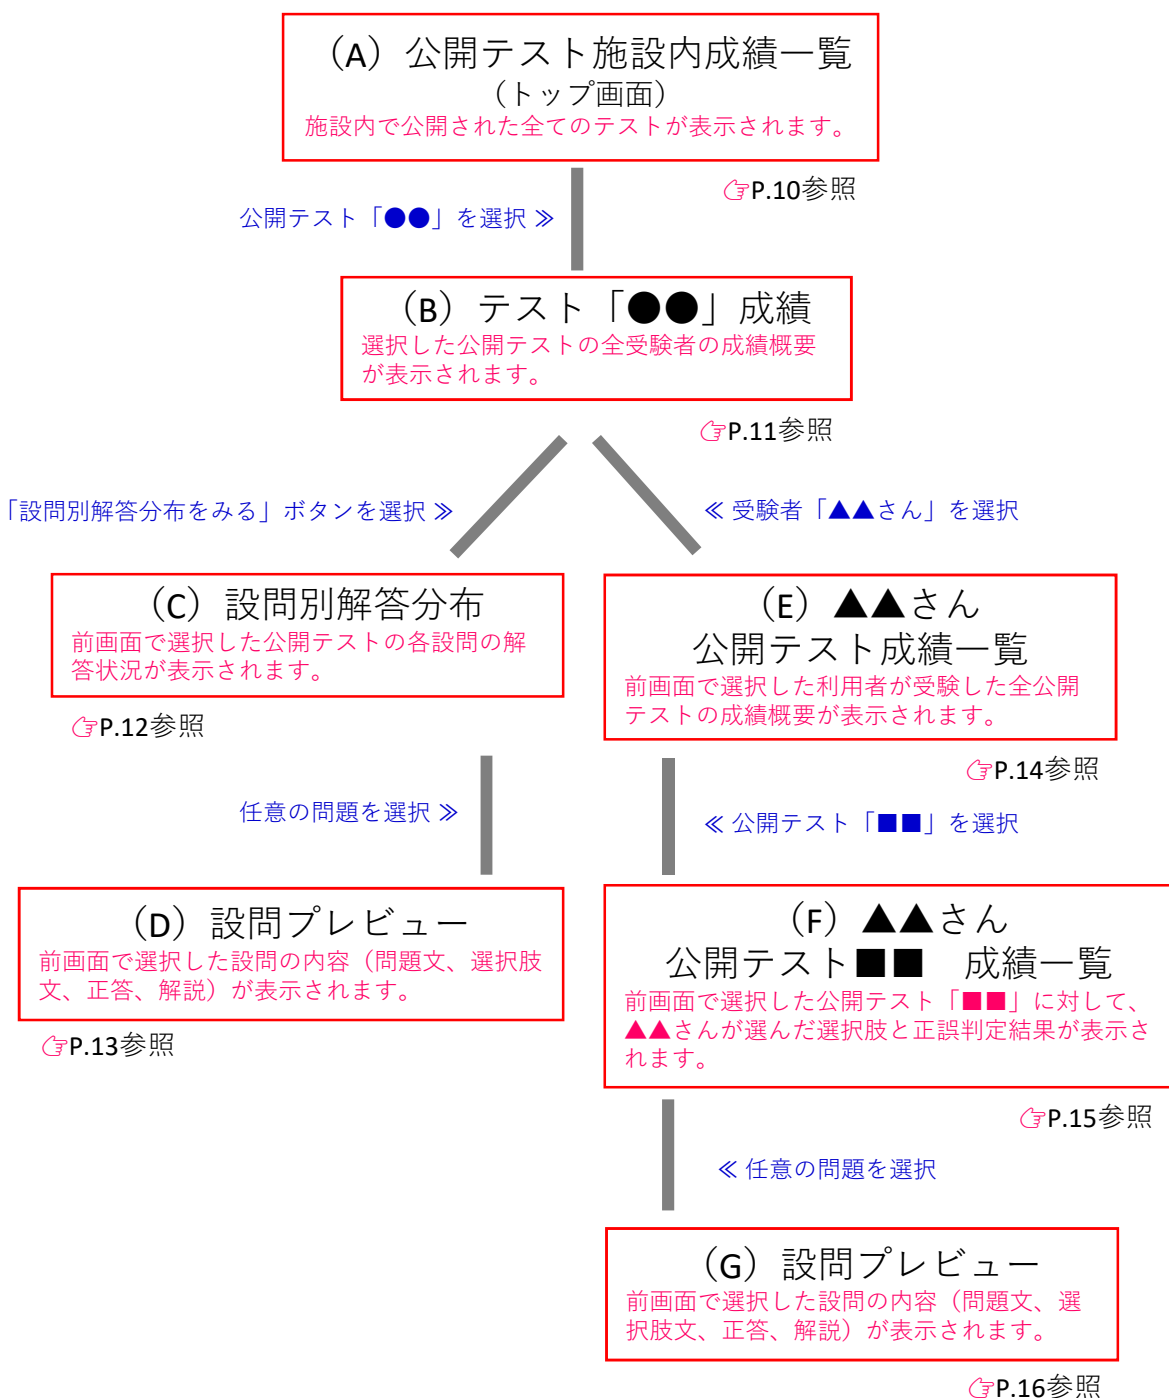 （A）公開テスト施設内成績一覧
（トップ画面）
施設内で公開された全てのテストが表示されます。
☞P.10参照
公開テスト「●●」を選択 ≫
（B）テスト「●●」成績
選択した公開テストの全受験者の成績概要
が表示されます。
☞P.11参照
「設問別解答分布をみる」ボタンを選択 ≫
≪ 受験者「▲▲さん」を選択
（C）設問別解答分布
前画面で選択した公開テストの各設問の解
答状況が表示されます。
☞P.12参照
（E）▲▲さん
公開テスト成績一覧
前画面で選択した利用者が受験した全公開
テストの成績概要が表示されます。
☞P.14参照
任意の問題を選択 ≫
≪ 公開テスト「■■」を選択
（D）設問プレビュー
前画面で選択した設問の内容（問題文、選択肢
文、正答、解説）が表示されます。
☞P.13参照
（F）▲▲さん
公開テスト■■　成績一覧
前画面で選択した公開テスト「■■」に対して、
▲▲さんが選んだ選択肢と正誤判定結果が表示さ
れます。
☞P.15参照
≪ 任意の問題を選択
（G）設問プレビュー
前画面で選択した設問の内容（問題文、選
択肢文、正答、解説）が表示されます。
☞P.16参照